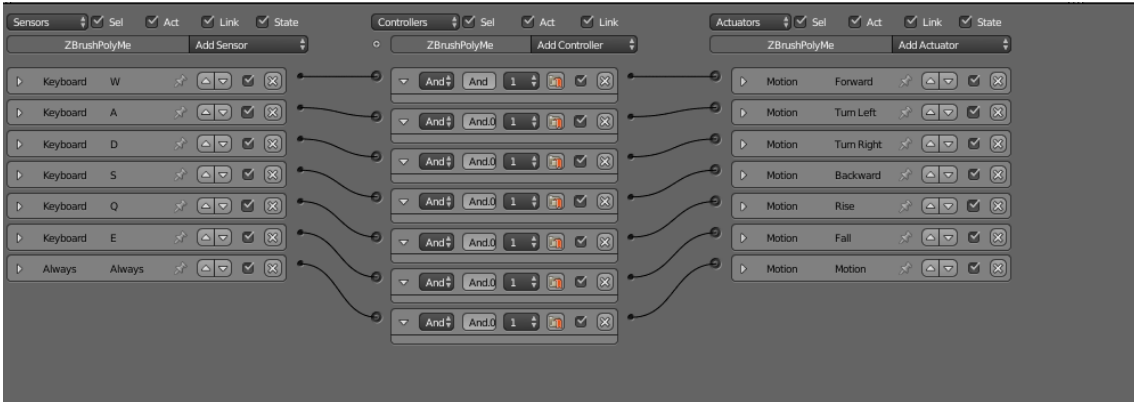 Sensors Sel Act Link State Controllers Sel Act Link Actuators Sel Act Link State
ZBrushPolyMe Add Sensor ZBrushPolyMe Add Controller ZBrushPolyMe Add Actuator
Keyboard W And And 1 Motion Forward
Keyboard A And And.0 1 Motion Turn Left
Keyboard D And And.0 1 Motion Turn Right
Keyboard S And And.0 1 Motion Backward
Keyboard Q And And.0 1 Motion Rise
Keyboard E And And.0 1 Motion Fall
Always Always And And.0 1 Motion Motion